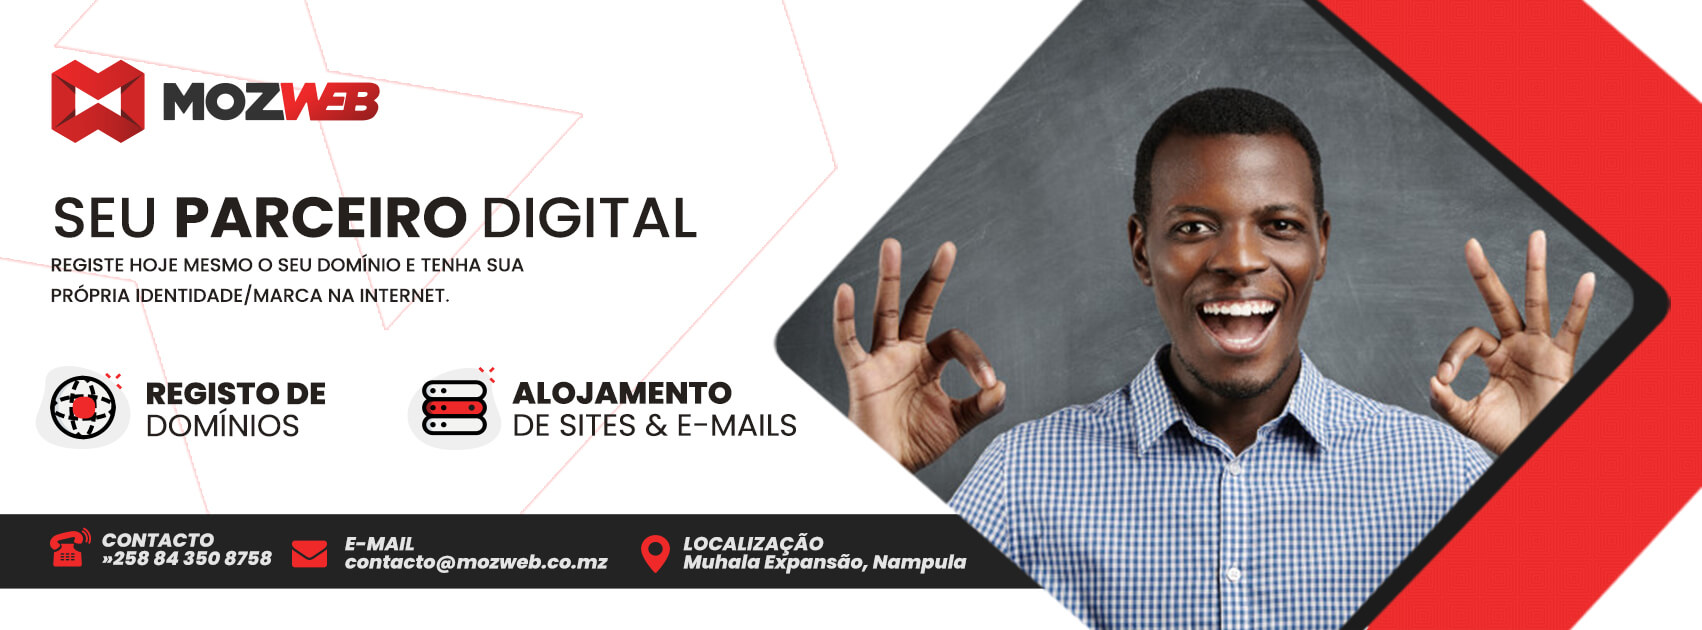 MOZWEB
SEU PARCEIRO DIGITAL
REGISTE HOJE MESMO O SEU DOMÍNIO E TENHA SUA
PRÓPRIA IDENTIDADE/MARCA NA INTERNET.
REGISTO DE
DOMÍNIOS
ALOJAMENTO
DE SITES & E-MAILS
CONTACTO
»258 84 350 8758
E-MAIL
contacto@mozweb.co.mz
LOCALIZAÇÃO
Muhala Expansão, Nampula